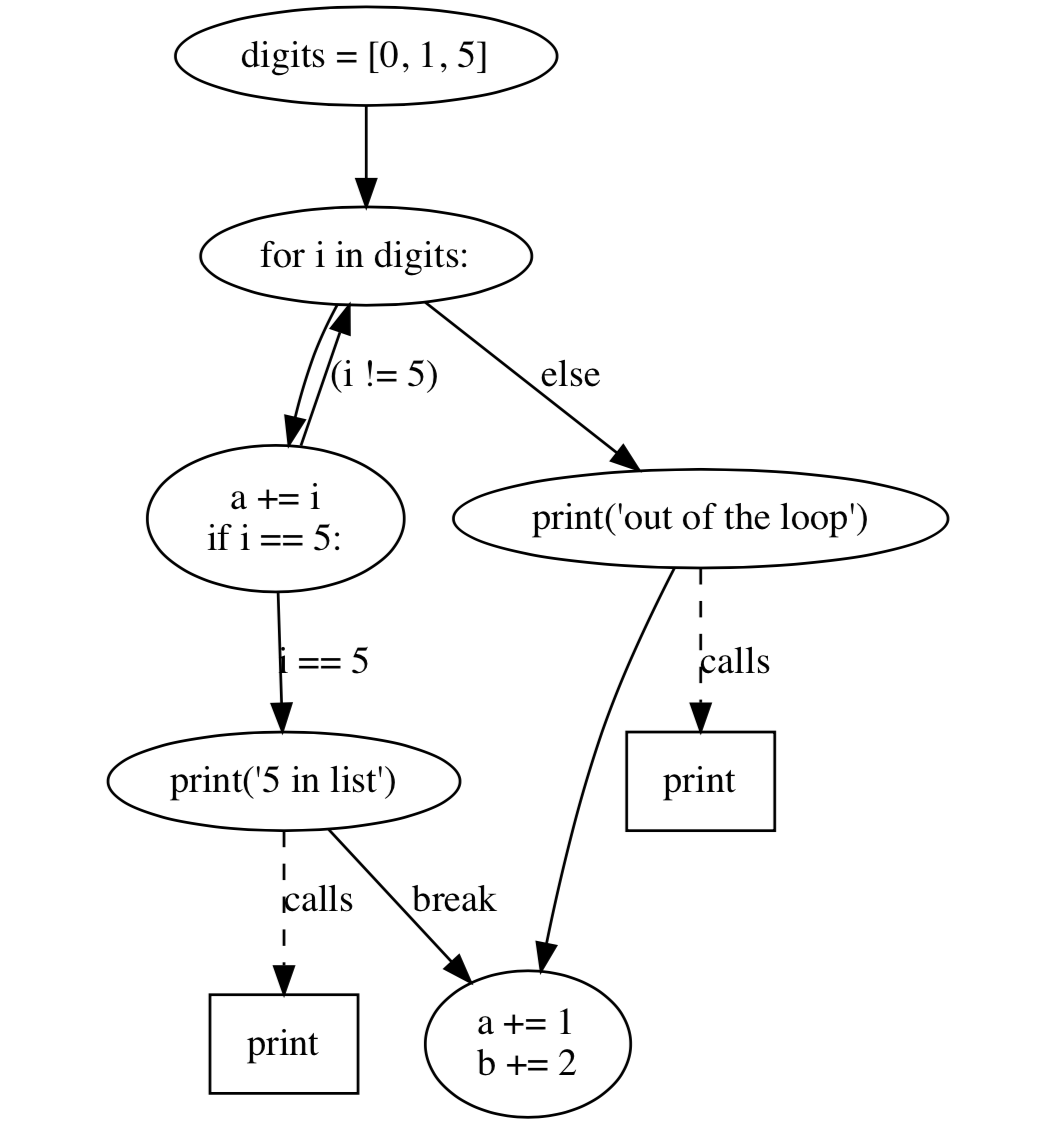 digits = [0, 1, 5]
for i in digits:
(i != 5)
else
a += i
if i == 5:
print('out of the loop')
i == 5
calls
print('5 in list')
print
calls
break
print
a += 1
b += 2